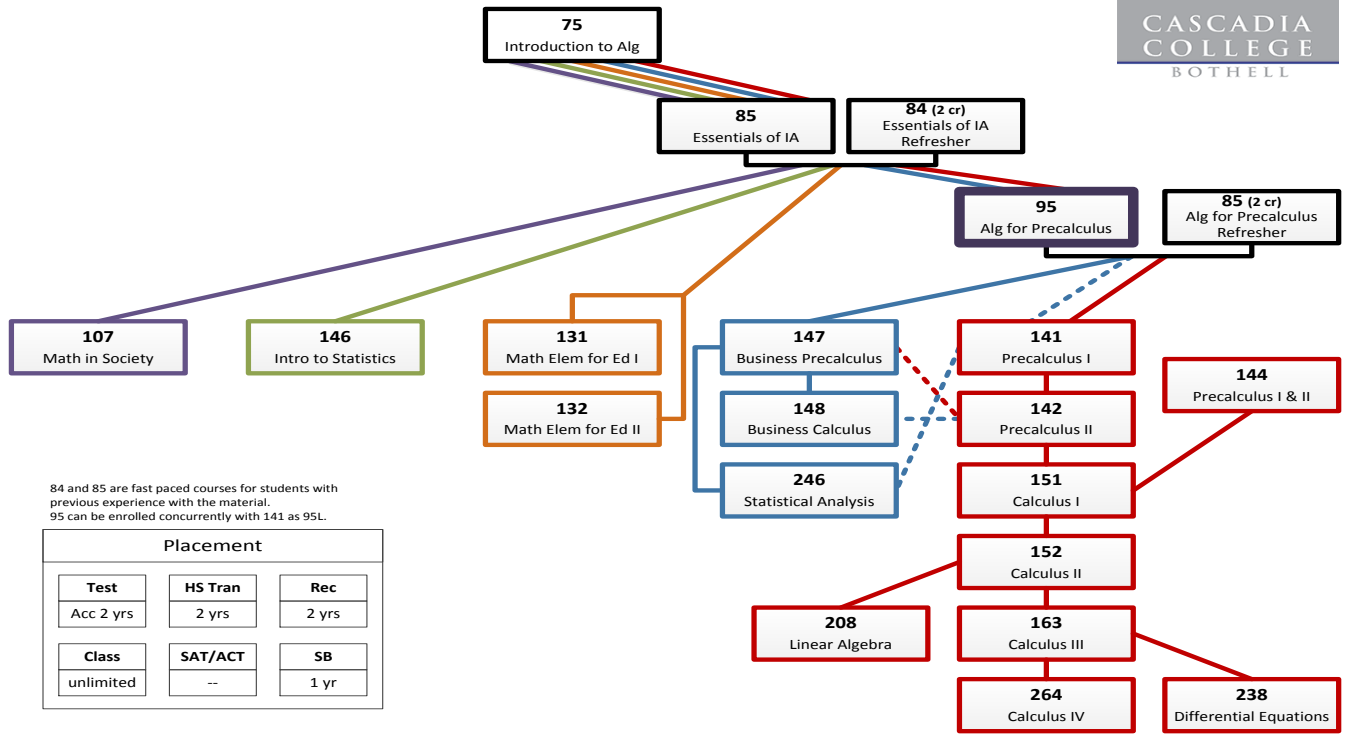 CASCADIA
COLLEGE
BOTHELL
75
Introduction to Alg
85
Essentials of IA
84 (2 cr)
Essentials of IA
Refresher
95
Alg for Precalculus
85 (2 cr)
Alg for Precalculus
Refresher
107
Math in Society
146
Intro to Statistics
131
Math Elem for Ed I
147
Business Precalculus
141
Precalculus I
144
Precalculus I & II
132
Math Elem for Ed II
148
Business Calculus
142
Precalculus II
246
Statistical Analysis
151
Calculus I
84 and 85 are fast paced courses for students with
previous experience with the material.
95 can be enrolled concurrently with 141 as 95L.
Placement
Test
Acc 2 yrs
HS Tran
2 yrs
Rec
2 yrs
Class
unlimited
SAT/ACT
--
SB
1 yr
152
Calculus II
208
Linear Algebra
163
Calculus III
264
Calculus IV
238
Differential Equations